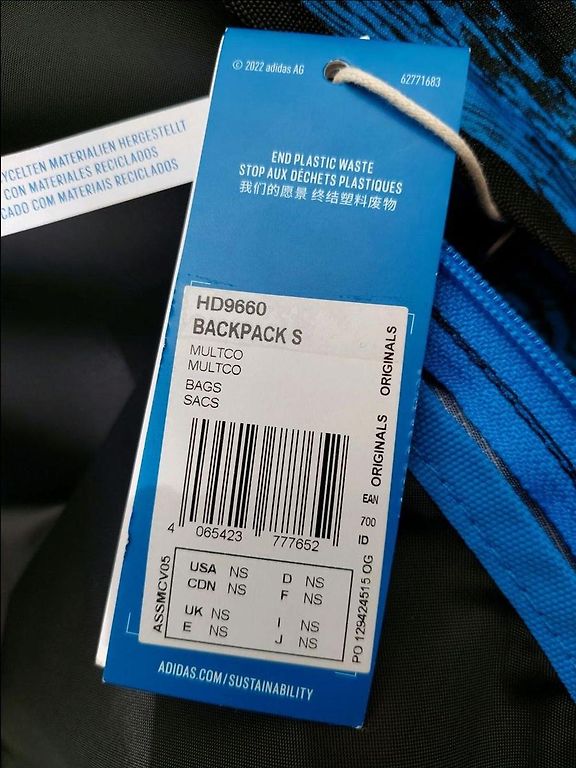 © 2022 adidas AG
62771683
YCELTEN MATERIALIEN HERGESTELLT
CON MATERIALES RECICLADOS
CADO COM MATERIAIS RECICLADOS
END PLASTIC WASTE
STOP AUX DÉCHETS PLASTIQUES
我们的愿景 终结塑料废物
HD9660
BACKPACK S
MULTCO
MULTCO
BAGS
SACS
ORIGINALS
ORIGINALS
EAN
700
ID
4 065423 777652
ASSMCV05
USA NS D NS
CDN NS F NS
UK NS I NS
E NS J NS
PO 129424515 OG
ADIDAS.COM/SUSTAINABILITY